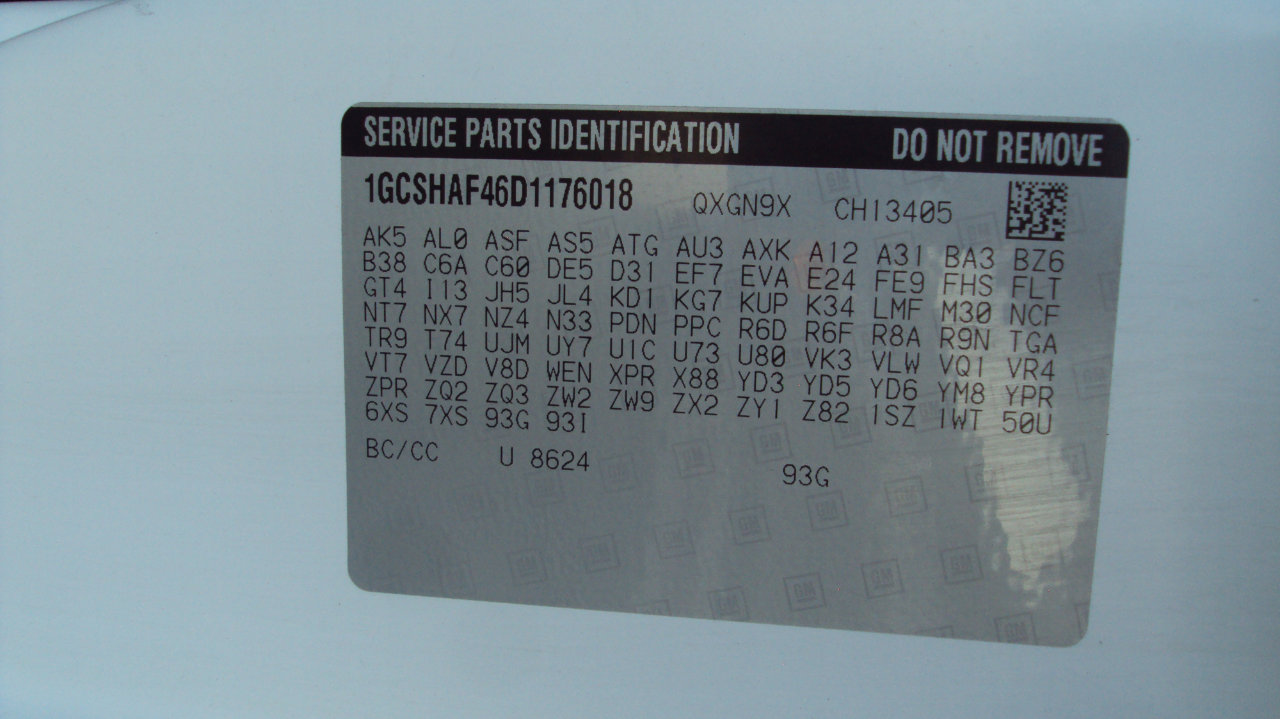 SERVICE PARTS IDENTIFICATION DO NOT REMOVE
1GCSHAF46D1176018 QXGN9X CH13405
AK5 AL0 ASF AS5 ATG AU3 AXK A12 A31 BA3 BZ6
B38 C6A C60 DE5 D31 EF7 EVA E24 FE9 FHS FLT
GT4 I13 JH5 JL4 KD1 KG7 KUP K34 LMF M30 NCF
NT7 NX7 NZ4 N33 PDN PPC R6D R6F R8A R9N TGA
TR9 T74 UJM UY7 U1C U73 U80 VK3 VLW VQ1 VR4
VT7 VZD V8D WEN XPR X88 YD3 YD5 YD6 YM8 YPR
ZPR ZQ2 ZQ3 ZW2 ZW9 ZX2 ZY1 Z82 1SZ 1WT 50U
6XS 7XS 93G 93I
BC/CC U 8624 93G